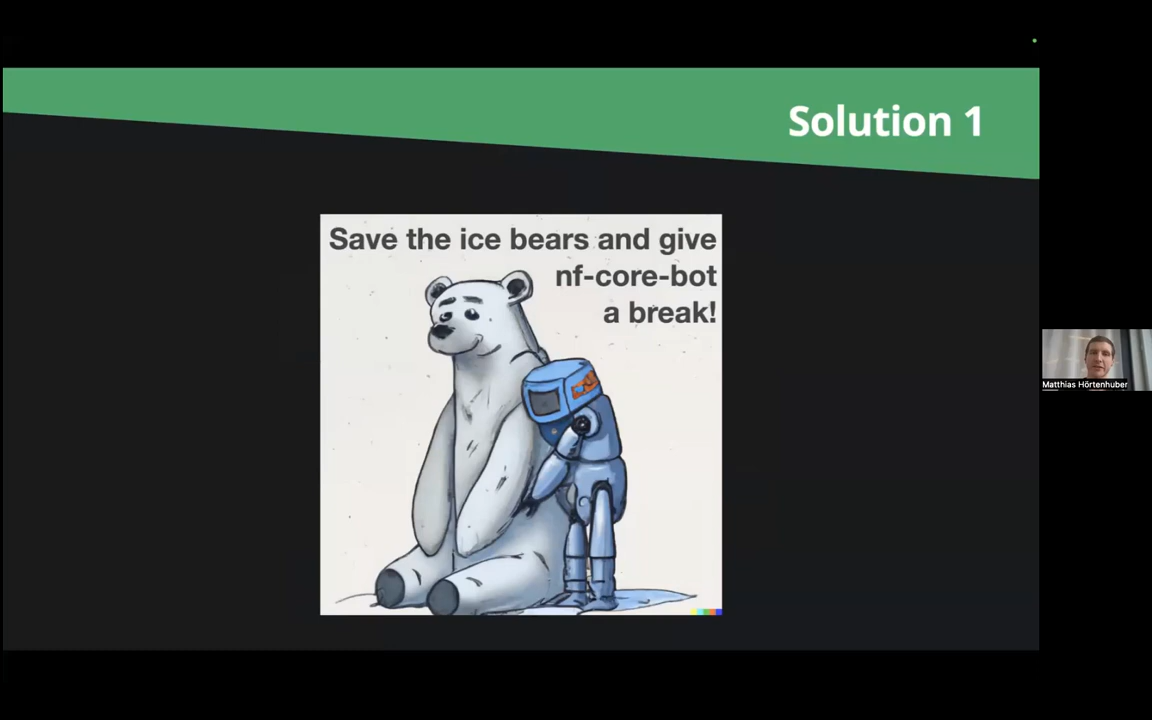 Solution 1
Save the ice bears and give
nf-core-bot
a break!
Matthias Hörtenhuber